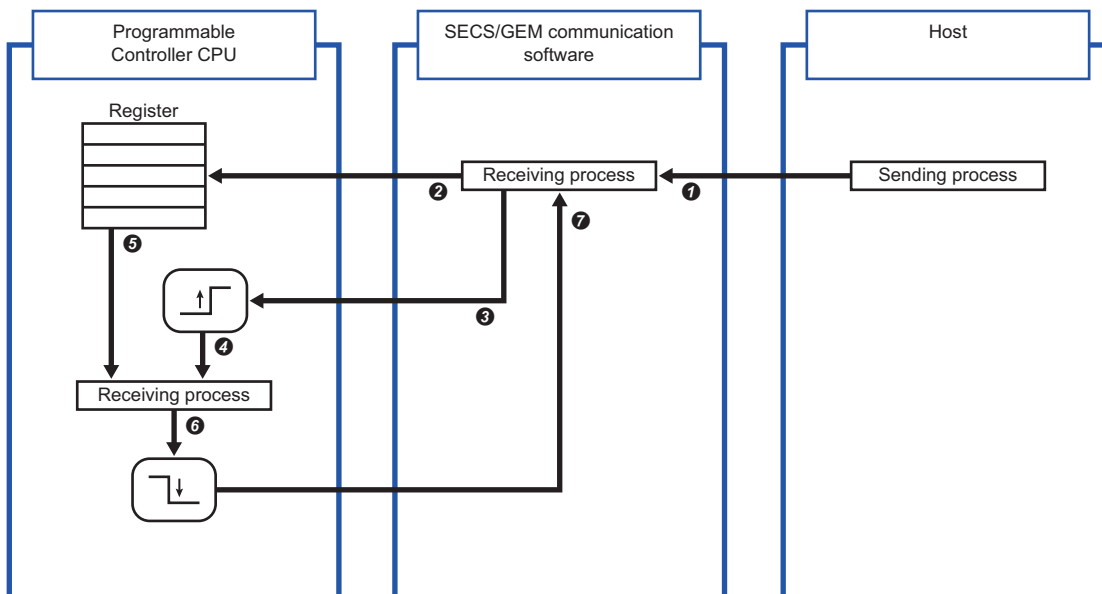 Programmable
Controller CPU
SECS/GEM communication
software
Host
Register
Receiving process
Sending process
❷
❶
❼
❺
❸
❹
Receiving process
❻